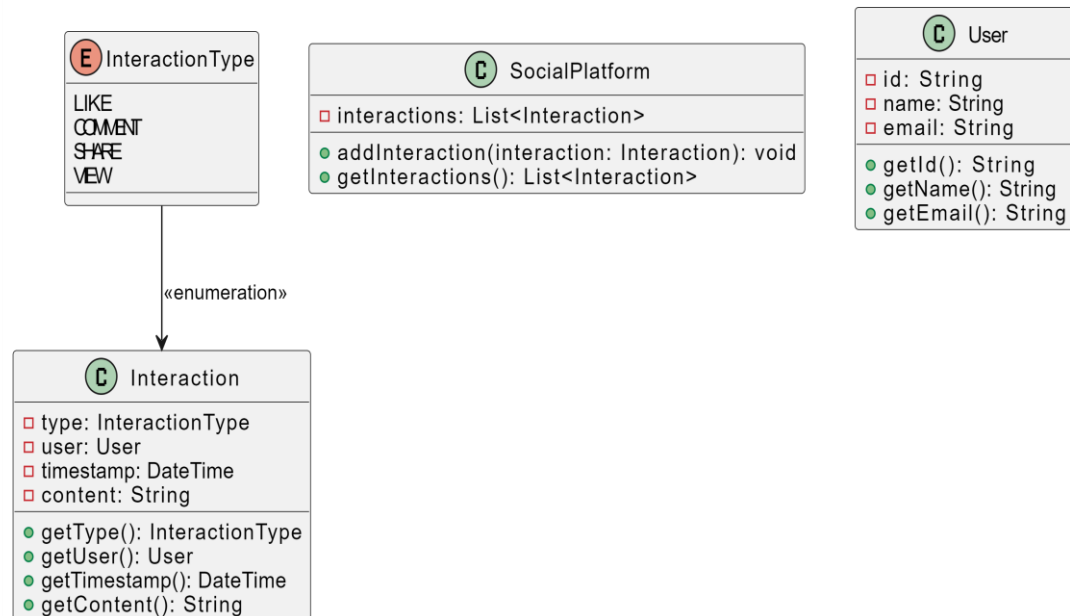 E InteractionType
LIKE
COMMENT
SHARE
VIEW
C SocialPlatform
interactions: List<Interaction>
addInteraction(interaction: Interaction): void
getInteractions(): List<Interaction>
C User
id: String
name: String
email: String
getId(): String
getName(): String
getEmail(): String
«enumeration»
C Interaction
type: InteractionType
user: User
timestamp: DateTime
content: String
getType(): InteractionType
getUser(): User
getTimestamp(): DateTime
getContent(): String